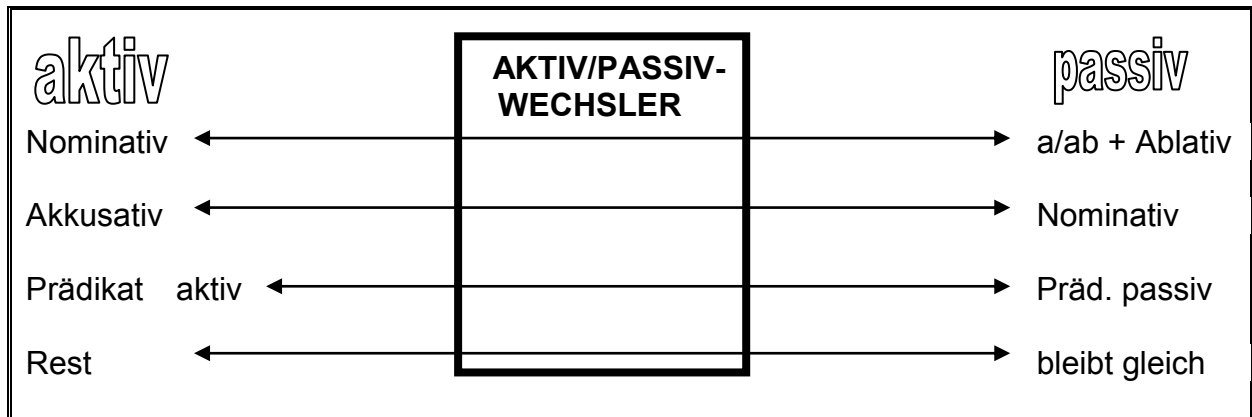 aktiv
AKTIV/PASSIV-
WECHSLER
passiv
Nominativ a/ab + Ablativ
Akkusativ Nominativ
Prädikat aktiv Präd. passiv
Rest bleibt gleich